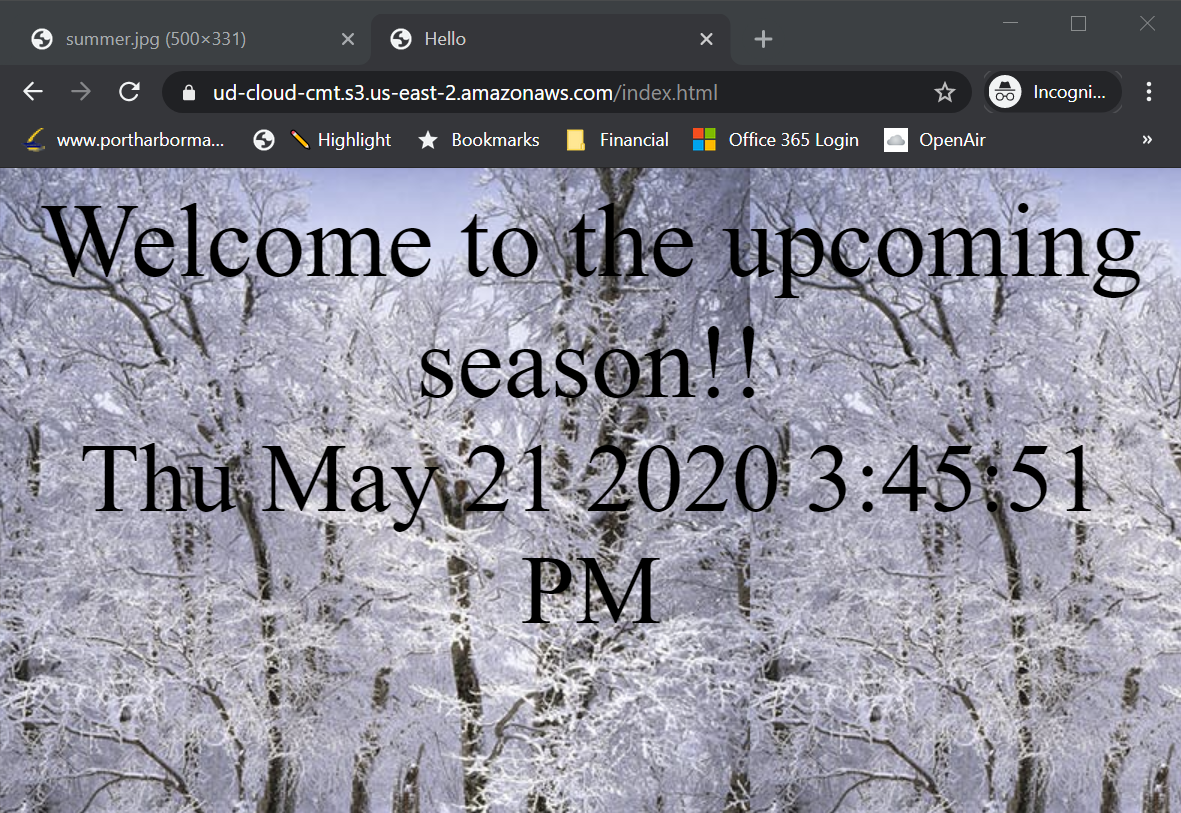 summer.jpg (500×331)
Hello
ud-cloud-cmt.s3.us-east-2.amazonaws.com/index.html
Incogni...
www.portharborma...
Highlight
Bookmarks
Financial
Office 365 Login
OpenAir
»
Welcome to the upcoming
season!!
Thu May 21 2020 3:45:51
PM